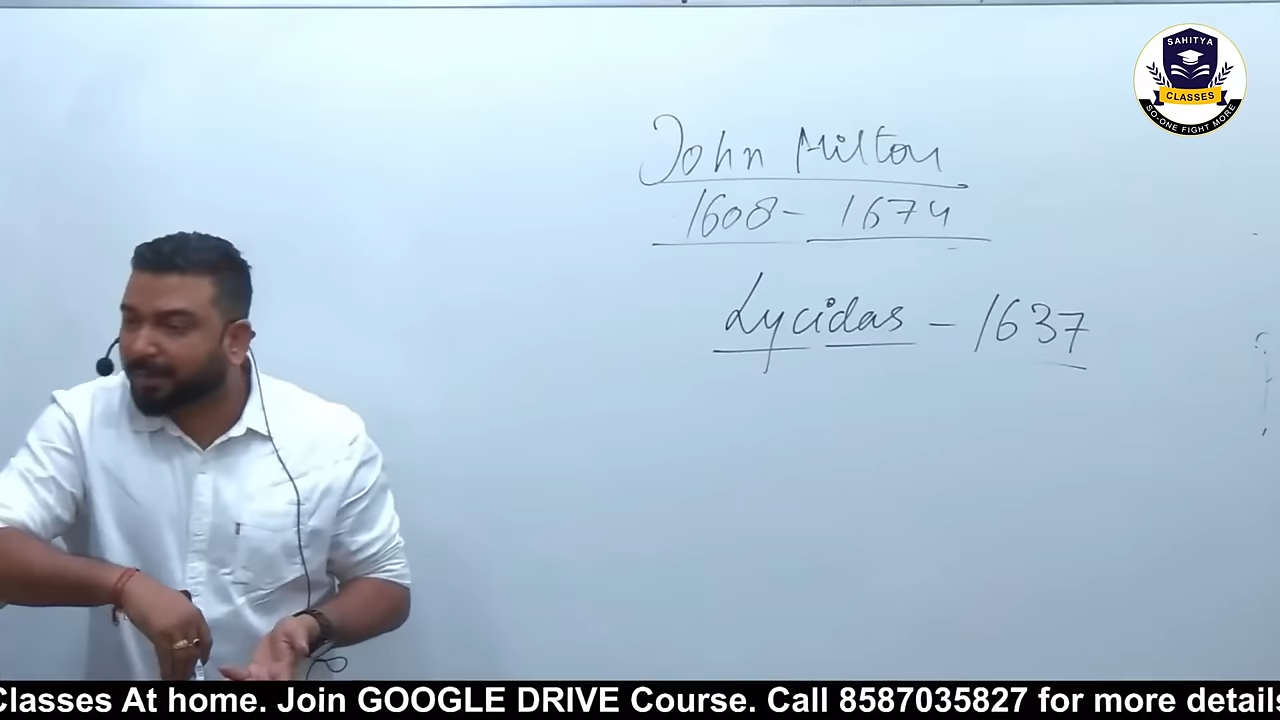 SAHITYA
CLASSES
SO-ONE FIGHT MORE
John Milton
1608 - 1674
Lycidas - 1637
Classes At home. Join GOOGLE DRIVE Course. Call 8587035827 for more details